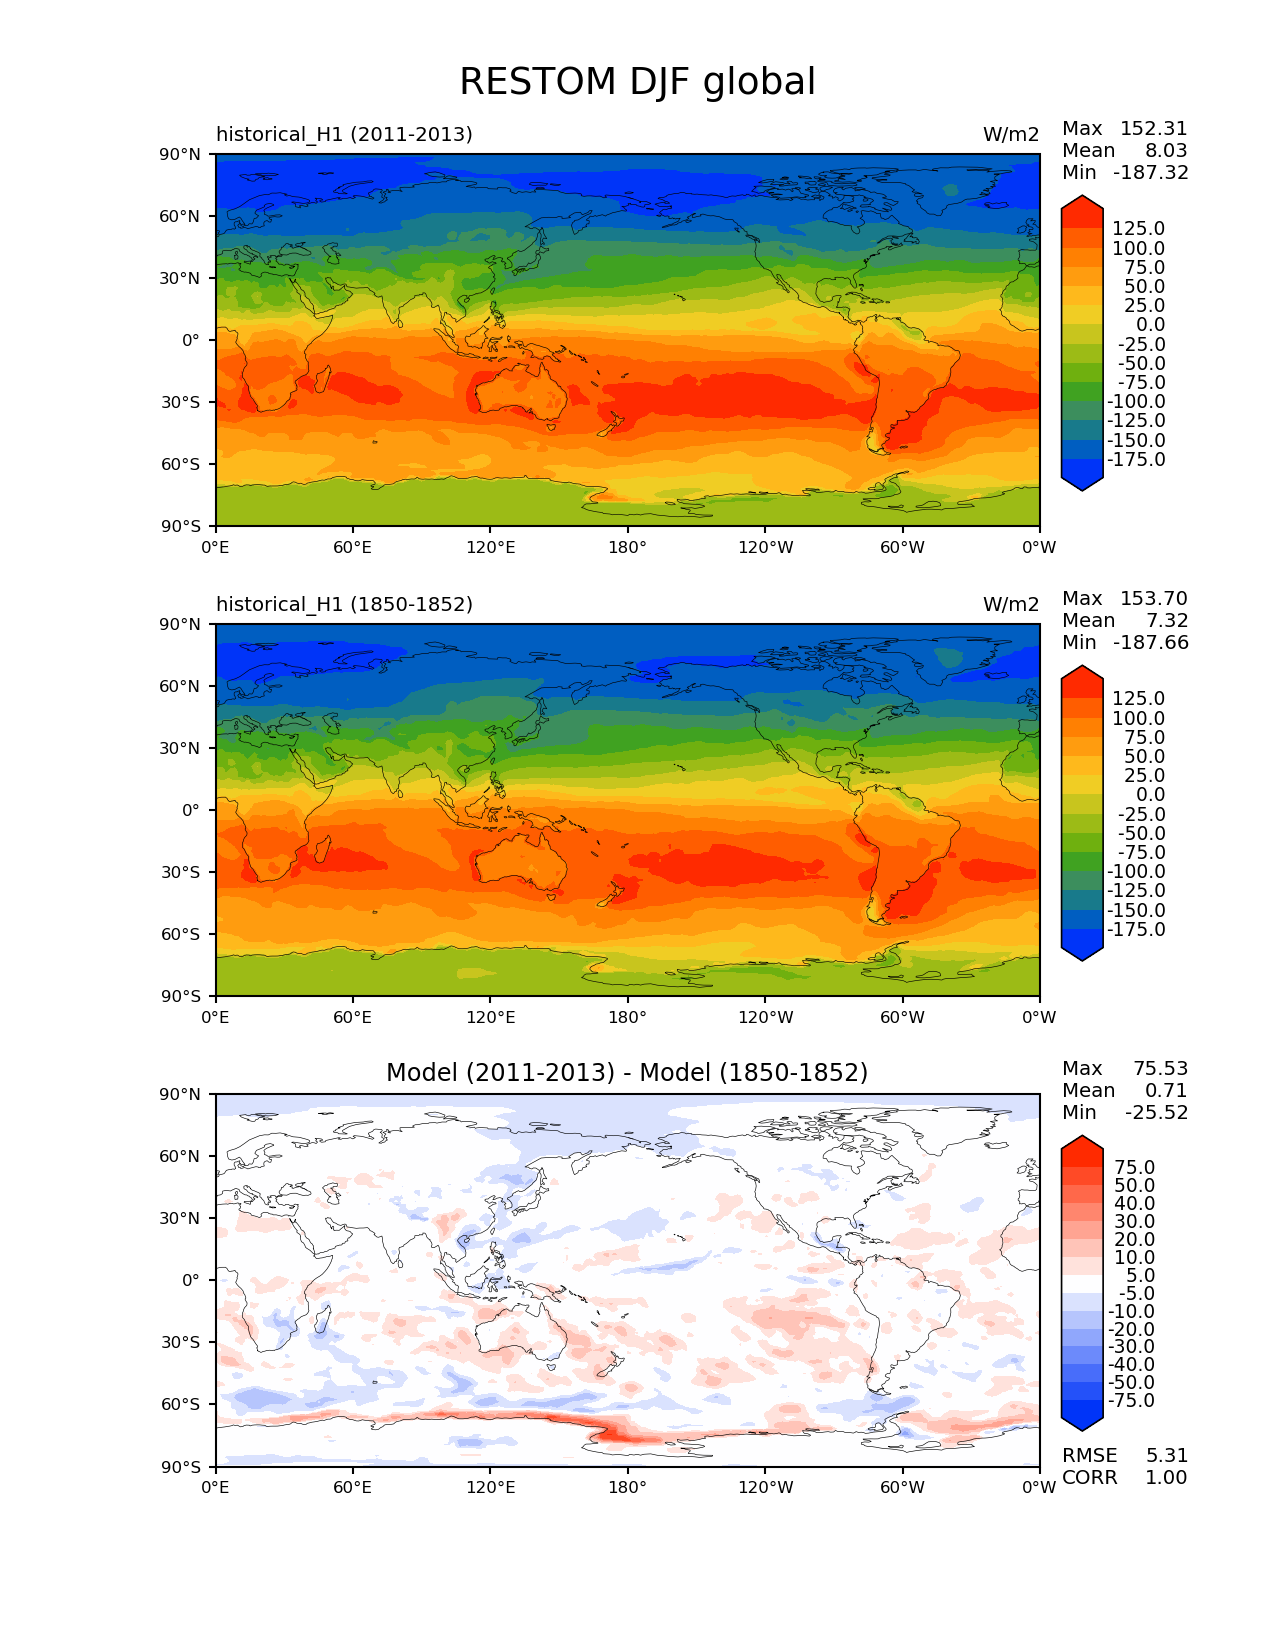 RESTOM DJF global
historical_H1 (2011-2013) W/m2
Max 152.31
Mean 8.03
Min -187.32
90°N
60°N
30°N
0°
30°S
60°S
90°S
0°E 60°E 120°E 180° 120°W 60°W 0°W
125.0
100.0
75.0
50.0
25.0
0.0
-25.0
-50.0
-75.0
-100.0
-125.0
-150.0
-175.0
historical_H1 (1850-1852) W/m2
Max 153.70
Mean 7.32
Min -187.66
90°N
60°N
30°N
0°
30°S
60°S
90°S
0°E 60°E 120°E 180° 120°W 60°W 0°W
125.0
100.0
75.0
50.0
25.0
0.0
-25.0
-50.0
-75.0
-100.0
-125.0
-150.0
-175.0
Model (2011-2013) - Model (1850-1852)
Max 75.53
Mean 0.71
Min -25.52
90°N
60°N
30°N
0°
30°S
60°S
90°S
0°E 60°E 120°E 180° 120°W 60°W 0°W
75.0
50.0
40.0
30.0
20.0
10.0
5.0
-5.0
-10.0
-20.0
-30.0
-40.0
-50.0
-75.0
RMSE 5.31
CORR 1.00